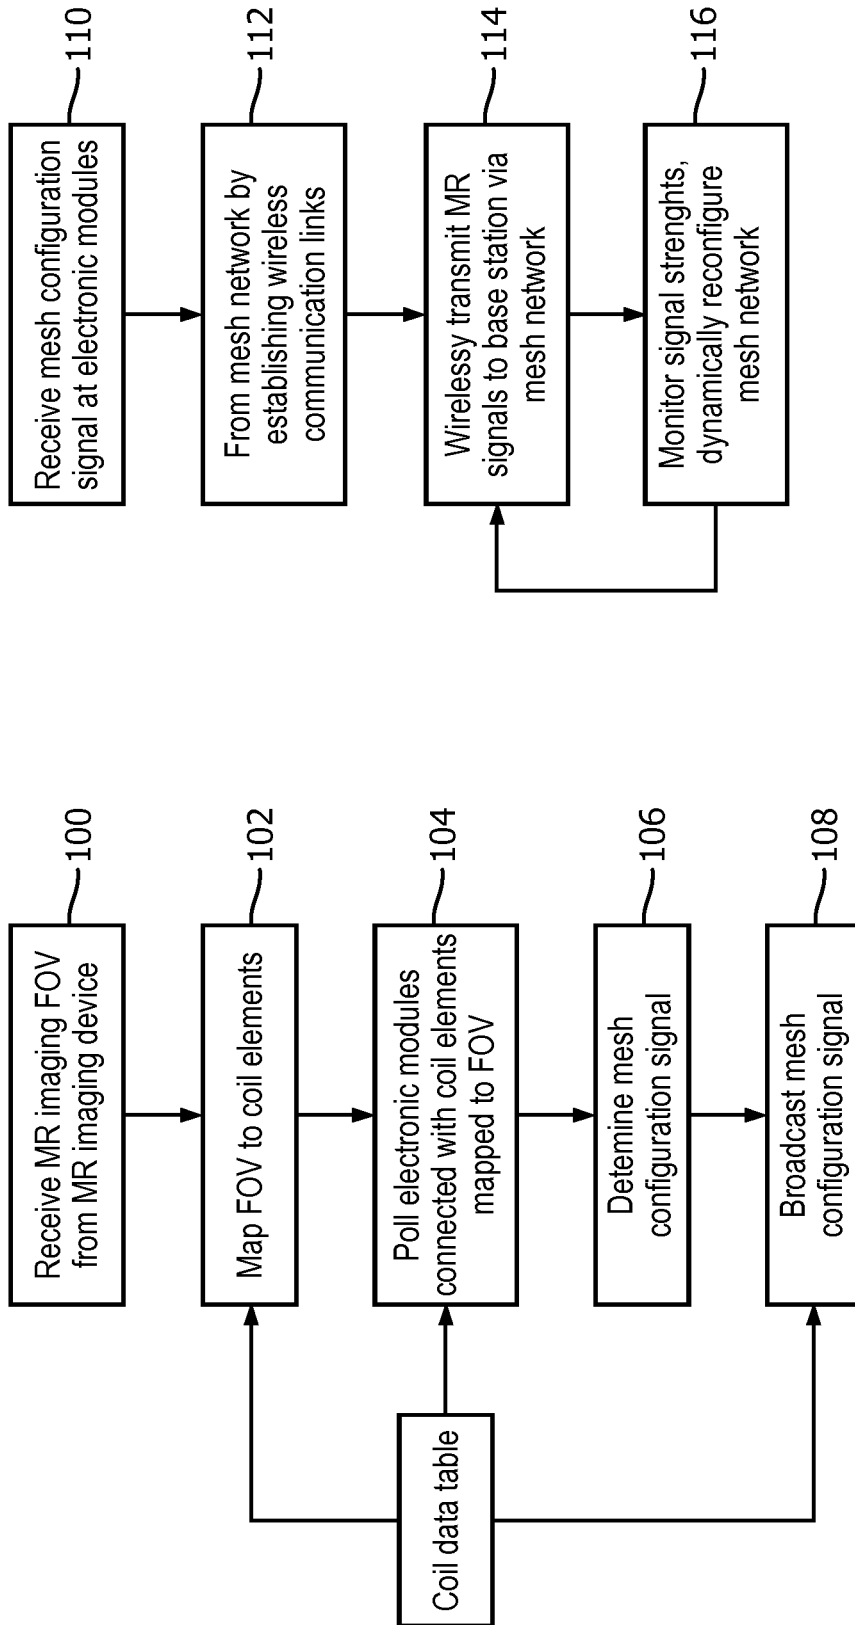 Receive MR imaging FOV
from MR imaging device
100
Map FOV to coil elements
102
Poll electronic modules
connected with coil elements
mapped to FOV
104
Detemine mesh
configuration signal
106
Broadcast mesh
configuration signal
108
Coil data table
Receive mesh configuration
signal at electronic modules
110
From mesh network by
establishing wireless
communication links
112
Wirelessy transmit MR
signals to base station via
mesh network
114
Monitor signal strenghts,
dynamically reconfigure
mesh network
116